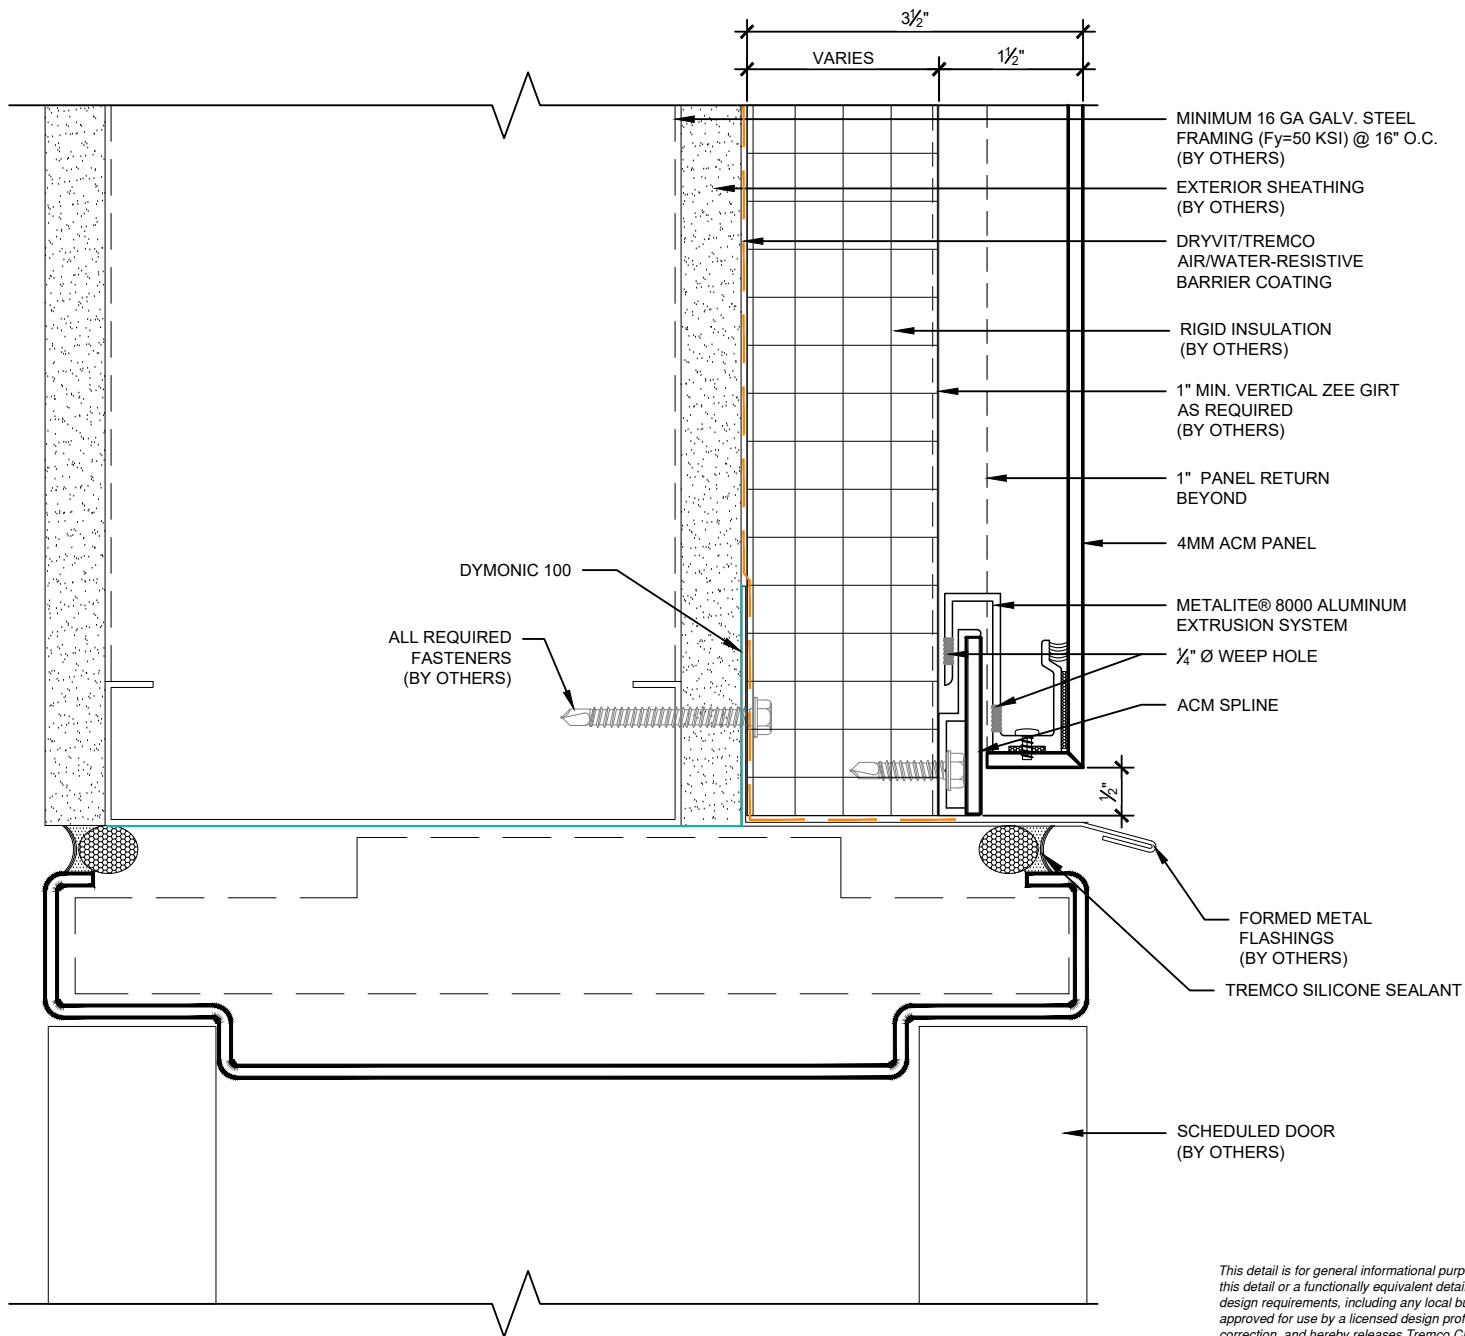 3½"
VARIES
1½"
MINIMUM 16 GA GALV. STEEL
FRAMING (Fy=50 KSI) @ 16" O.C.
(BY OTHERS)
EXTERIOR SHEATHING
(BY OTHERS)
DRYVIT/TREMCO
AIR/WATER-RESISTIVE
BARRIER COATING
RIGID INSULATION
(BY OTHERS)
1" MIN. VERTICAL ZEE GIRT
AS REQUIRED
(BY OTHERS)
1" PANEL RETURN
BEYOND
4MM ACM PANEL
DYMONIC 100
METALITE® 8000 ALUMINUM
EXTRUSION SYSTEM
ALL REQUIRED
FASTENERS
(BY OTHERS)
¼" Ø WEEP HOLE
ACM SPLINE
½"
FORMED METAL
FLASHINGS
(BY OTHERS)
TREMCO SILICONE SEALANT
SCHEDULED DOOR
(BY OTHERS)
This detail is for general informational purp
this detail or a functionally equivalent detai
design requirements, including any local bu
approved for use by a licensed design prof